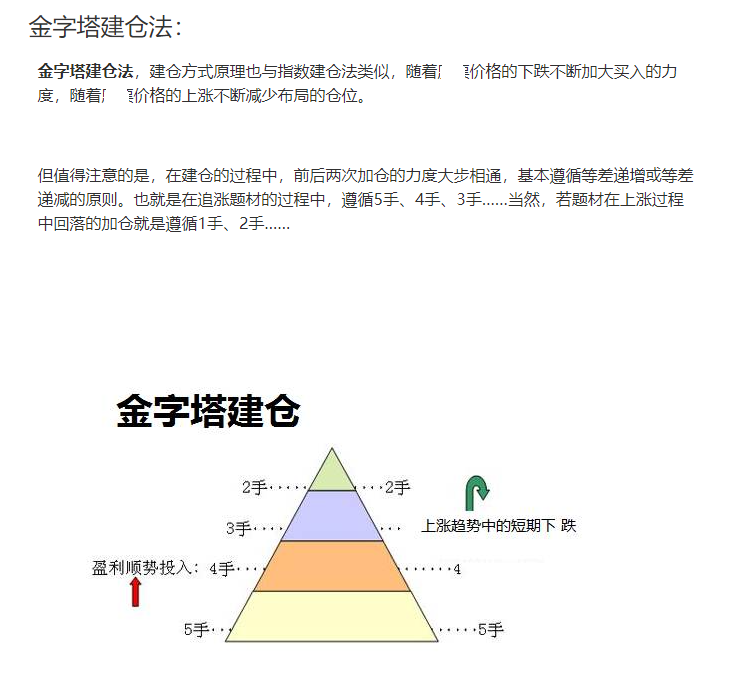 金字塔建仓法：
金字塔建仓法，建仓方式原理也与指数建仓法类似，随着 价格的下跌不断加大买入的力
度，随着 价格的上涨不断减少布局的仓位。
但值得注意的是，在建仓的过程中，前后两次加仓的力度大步相通，基本遵循等差递增或等差
递减的原则。也就是在追涨题材的过程中，遵循5手、4手、3手……当然，若题材在上涨过程
中回落的加仓就是遵循1手、2手……
金字塔建仓
2手····· ····2手
3手···· ···
上涨趋势中的短期下 跌
盈利顺势投入：4手···· ······4
5手··· ·····5手